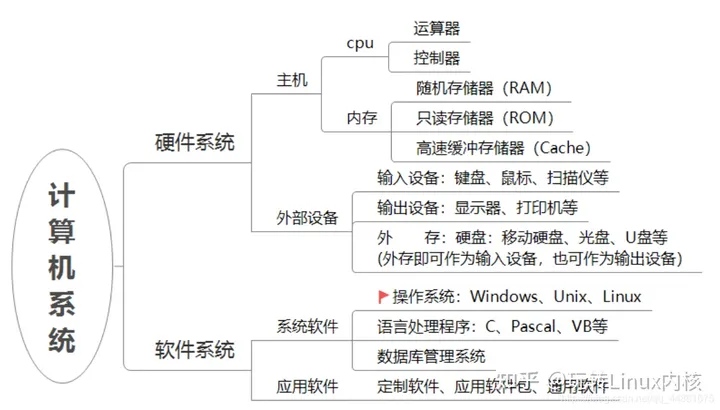 计算机系统
硬件系统
主机
cpu
运算器
控制器
内存
随机存储器（RAM）
只读存储器（ROM）
高速缓冲存储器（Cache）
外部设备
输入设备：键盘、鼠标、扫描仪等
输出设备：显示器、打印机等
外 存：硬盘：移动硬盘、光盘、U盘等
(外存即可作为输入设备，也可作为输出设备)
软件系统
系统软件
操作系统：Windows、Unix、Linux
语言处理程序：C、Pascal、VB等
数据库管理系统
应用软件
定制软件、应用软件包、通用软件
知乎 @玩转Linux内核